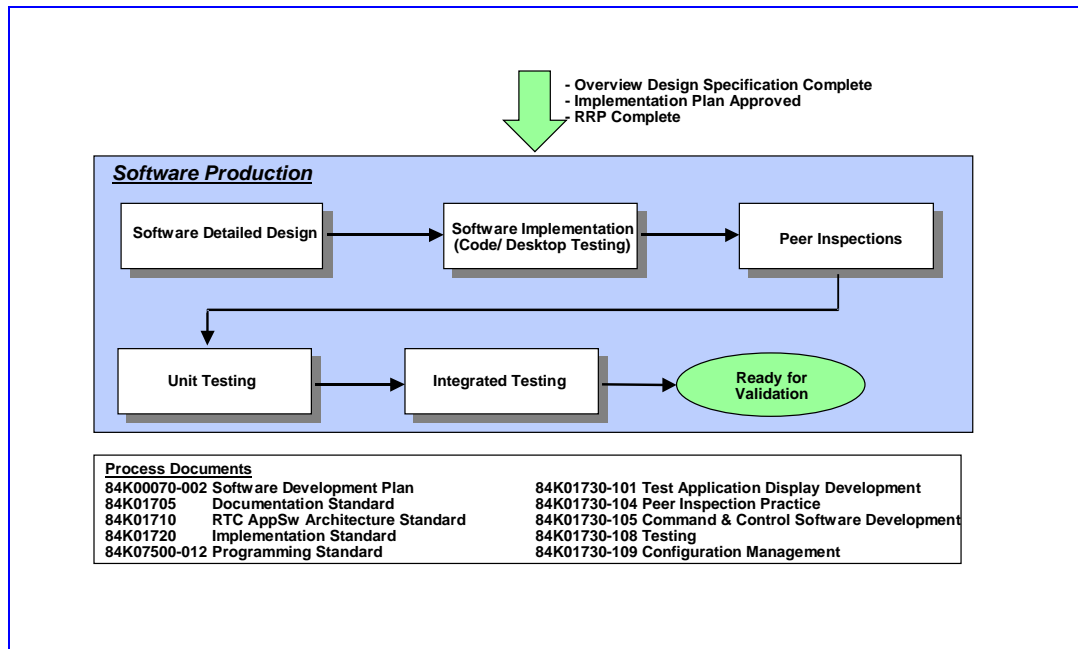 - Overview Design Specification Complete
- Implementation Plan Approved
- RRP Complete
Software Production
Software Detailed Design
Software Implementation
(Code/ Desktop Testing)
Peer Inspections
Unit Testing
Integrated Testing
Ready for
Validation
Process Documents
84K00070-002 Software Development Plan
84K01705 Documentation Standard
84K01710 RTC AppSw Architecture Standard
84K01720 Implementation Standard
84K07500-012 Programming Standard
84K01730-101 Test Application Display Development
84K01730-104 Peer Inspection Practice
84K01730-105 Command & Control Software Development
84K01730-108 Testing
84K01730-109 Configuration Management